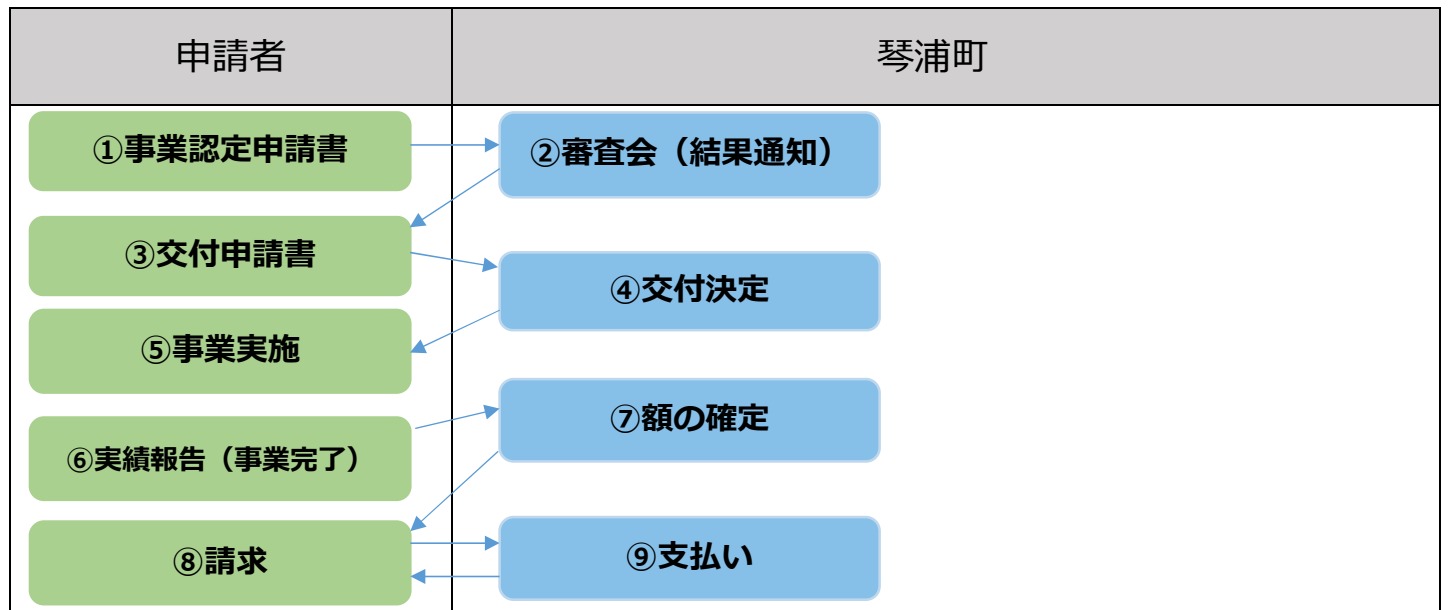 申請者
琴浦町
①事業認定申請書
②審査会（結果通知）
③交付申請書
④交付決定
⑤事業実施
⑥実績報告（事業完了）
⑦額の確定
⑧請求
⑨支払い